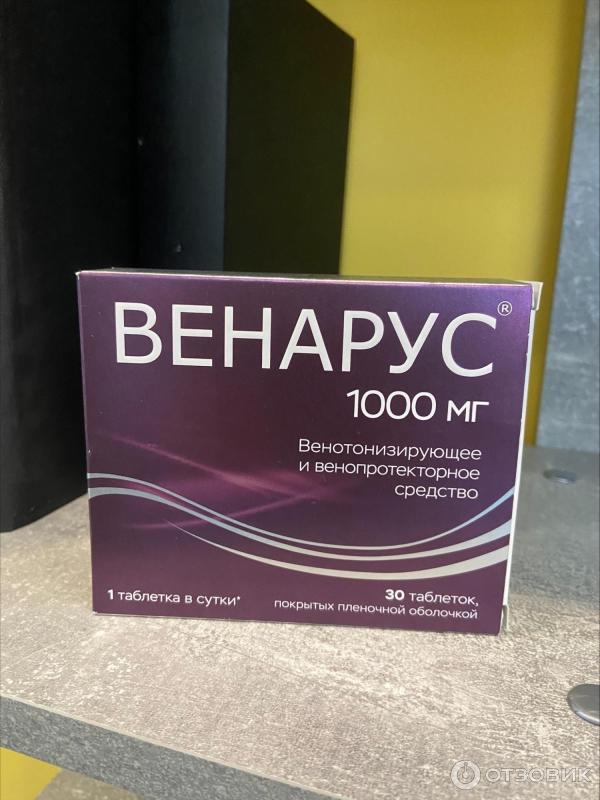 ВЕНАРУС®
1000 мг
Венотонизирующее
и венопротекторное
средство
1 таблетка в сутки*
30 таблеток,
покрытых пленочной оболочкой
ОТЗОВИК